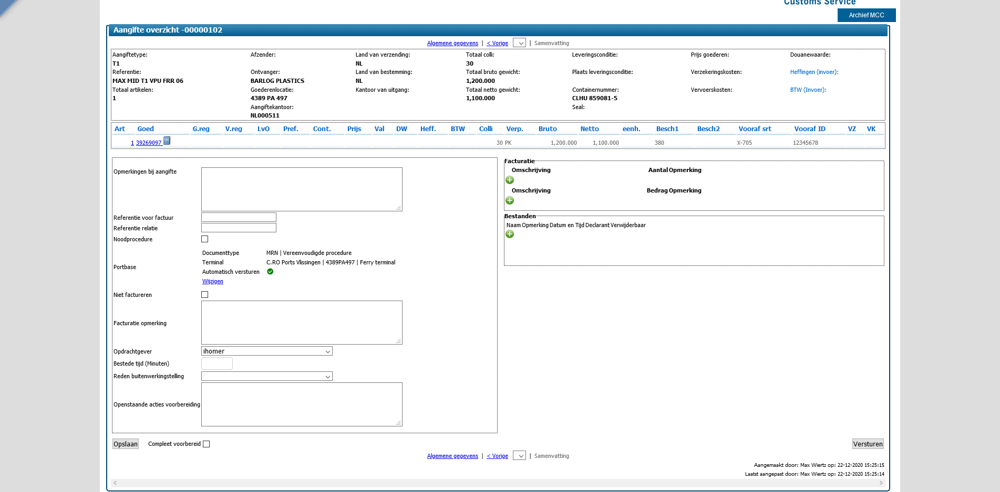 Customs Service
Archief MCC
Aangifte overzicht -00000102
Algemene gegevens | < Vorige | Samenvatting
Aangiftetype: Afzender: Land van verzending: Totaal colli: Leveringsconditie: Prijs goederen: Douanewaarde:
T1 NL 30
Referentie: Ontvanger: Land van bestemming: Totaal bruto gewicht: Plaats leveringsconditie: Verzekeringskosten: Heffingen (invoer):
MAX MID T1 VPU FRR 06 BARLOG PLASTICS NL 1,200.000
Totaal artikelen: Goederenlocatie: Kantoor van uitgang: Totaal netto gewicht: Containernummer: Vervoerskosten: BTW (Invoer):
1 4389 PA 497 1,100.000 CLHU 859081-5
Aangiftekantoor: Seal:
NL000511
Art Goed G.reg V.reg LvO Pref. Cont. Prijs Val DW Heff. BTW Colli Verp. Bruto Netto eenh. Besch1 Besch2 Vooraf srt Vooraf ID VZ VK
1 39269097 30 PK 1,200.000 1,100.000 380 X-705 12345678
Opmerkingen bij aangifte
Referentie voor factuur
Referentie relatie
Noodprocedure
Portbase
Documenttype MRN | Vereenvoudigde procedure
Terminal C.RO Ports Vlissingen | 4389PA497 | Ferry terminal
Automatisch versturen
Wijzigen
Niet factureren
Facturatie opmerking
Opdrachtgever ihomer
Bestede tijd (Minuten)
Reden buitenwerkingstelling
Openstaande acties voorbereiding
Facturatie
Omschrijving Aantal Opmerking
Omschrijving Bedrag Opmerking
Bestanden
Naam Opmerking Datum en Tijd Declarant Verwijderbaar
Opslaan Compleet voorbereid Versturen
Algemene gegevens | < Vorige | Samenvatting
Aangemaakt door: Max Wiertz op: 22-12-2020 15:25:15
Laatst aangepast door: Max Wiertz op: 22-12-2020 15:25:14